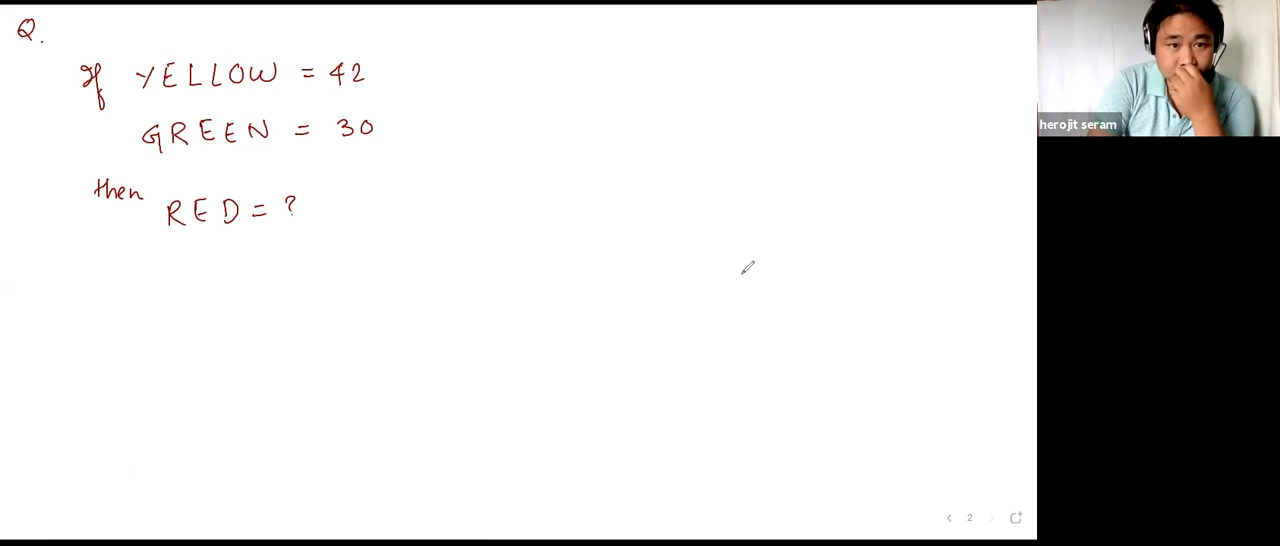 Q.
If YELLOW = 42
GREEN = 30
then
RED = ?
herojit seram
2